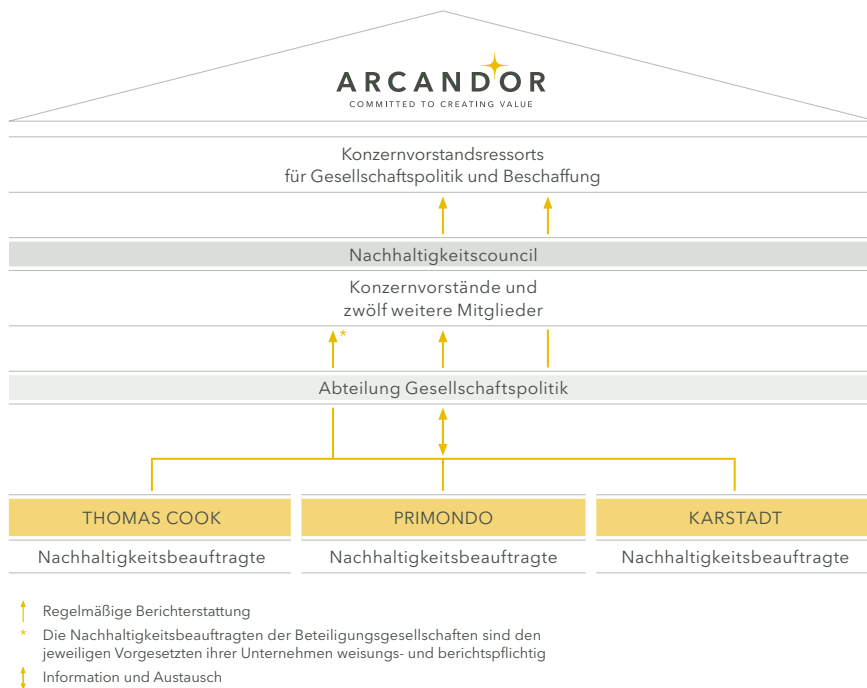 ARCANDOR
COMMITTED TO CREATING VALUE
Konzernvorstandsressorts
für Gesellschaftspolitik und Beschaffung
Nachhaltigkeitscouncil
Konzernvorstände und
zwölf weitere Mitglieder
*
Abteilung Gesellschaftspolitik
THOMAS COOK
PRIMONDO
KARSTADT
Nachhaltigkeitsbeauftragte
Nachhaltigkeitsbeauftragte
Nachhaltigkeitsbeauftragte
Regelmäßige Berichterstattung
* Die Nachhaltigkeitsbeauftragten der Beteiligungsgesellschaften sind den
jeweiligen Vorgesetzten ihrer Unternehmen weisungs- und berichtspflichtig
Information und Austausch